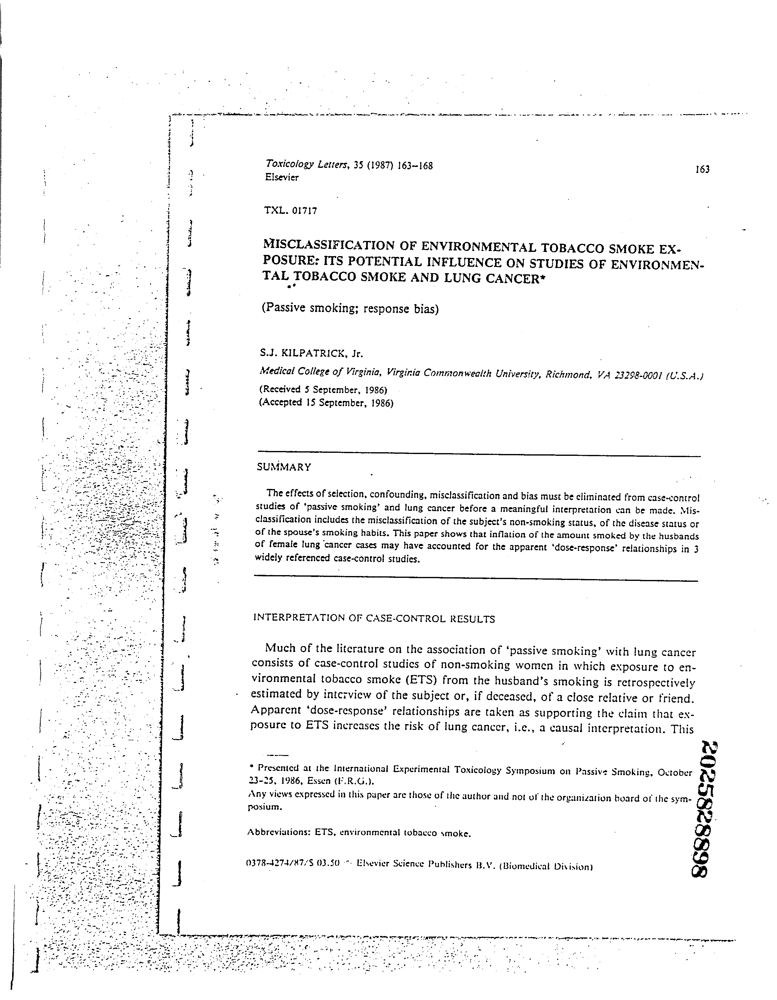 Toxicology Letters, 35 (1987) 163–168
163
Elsevier
TXL. 01717
MISCLASSIFICATION OF ENVIRONMENTAL TOBACCO SMOKE EX-
POSURE: ITS POTENTIAL INFLUENCE ON STUDIES OF ENVIRONMEN-
TAL TOBACCO SMOKE AND LUNG CANCER*
(Passive smoking; response bias)
S.J. KILPATRICK, Jr.
Medical College of Virginia, Virginia Commonwealth University, Richmond, VA 23298-0001 (U.S.A.)
(Received 5 September, 1986)
(Accepted 15 September, 1986)
SUMMARY
The effects of selection, confounding, misclassification and bias must be eliminated from case-control
studies of 'passive smoking' and lung cancer before a meaningful interpretation can be made. Mis-
classification includes the misclassification of the subject's non-smoking status, of the disease status or
of the spouse's smoking habits. This paper shows that inflation of the amount smoked by the husbands
of female lung cancer cases may have accounted for the apparent 'dose-response' relationships in 3
widely referenced case-control studies.
INTERPRETATION OF CASE-CONTROL RESULTS
Much of the literature on the association of 'passive smoking' with lung cancer
consists of case-control studies of non-smoking women in which exposure to en-
vironmental tobacco smoke (ETS) from the husband's smoking is retrospectively
estimated by interview of the subject or, if deceased, of a close relative or friend.
Apparent 'dose-response' relationships are taken as supporting the claim that ex-
posure to ETS increases the risk of lung cancer, i.e., a causal interpretation. This
* Presented at the International Experimental Toxicology Symposium on Passive Smoking, October
23-25, 1986, Essen (F.R.G.).
Any views expressed in this paper are those of the author and not of the organization board of the sym-
posium.
Abbreviations: ETS, environmental tobacco smoke.
0378-4274/87/$ 03.50 Elsevier Science Publishers B.V. (Biomedical Division)
2025828898